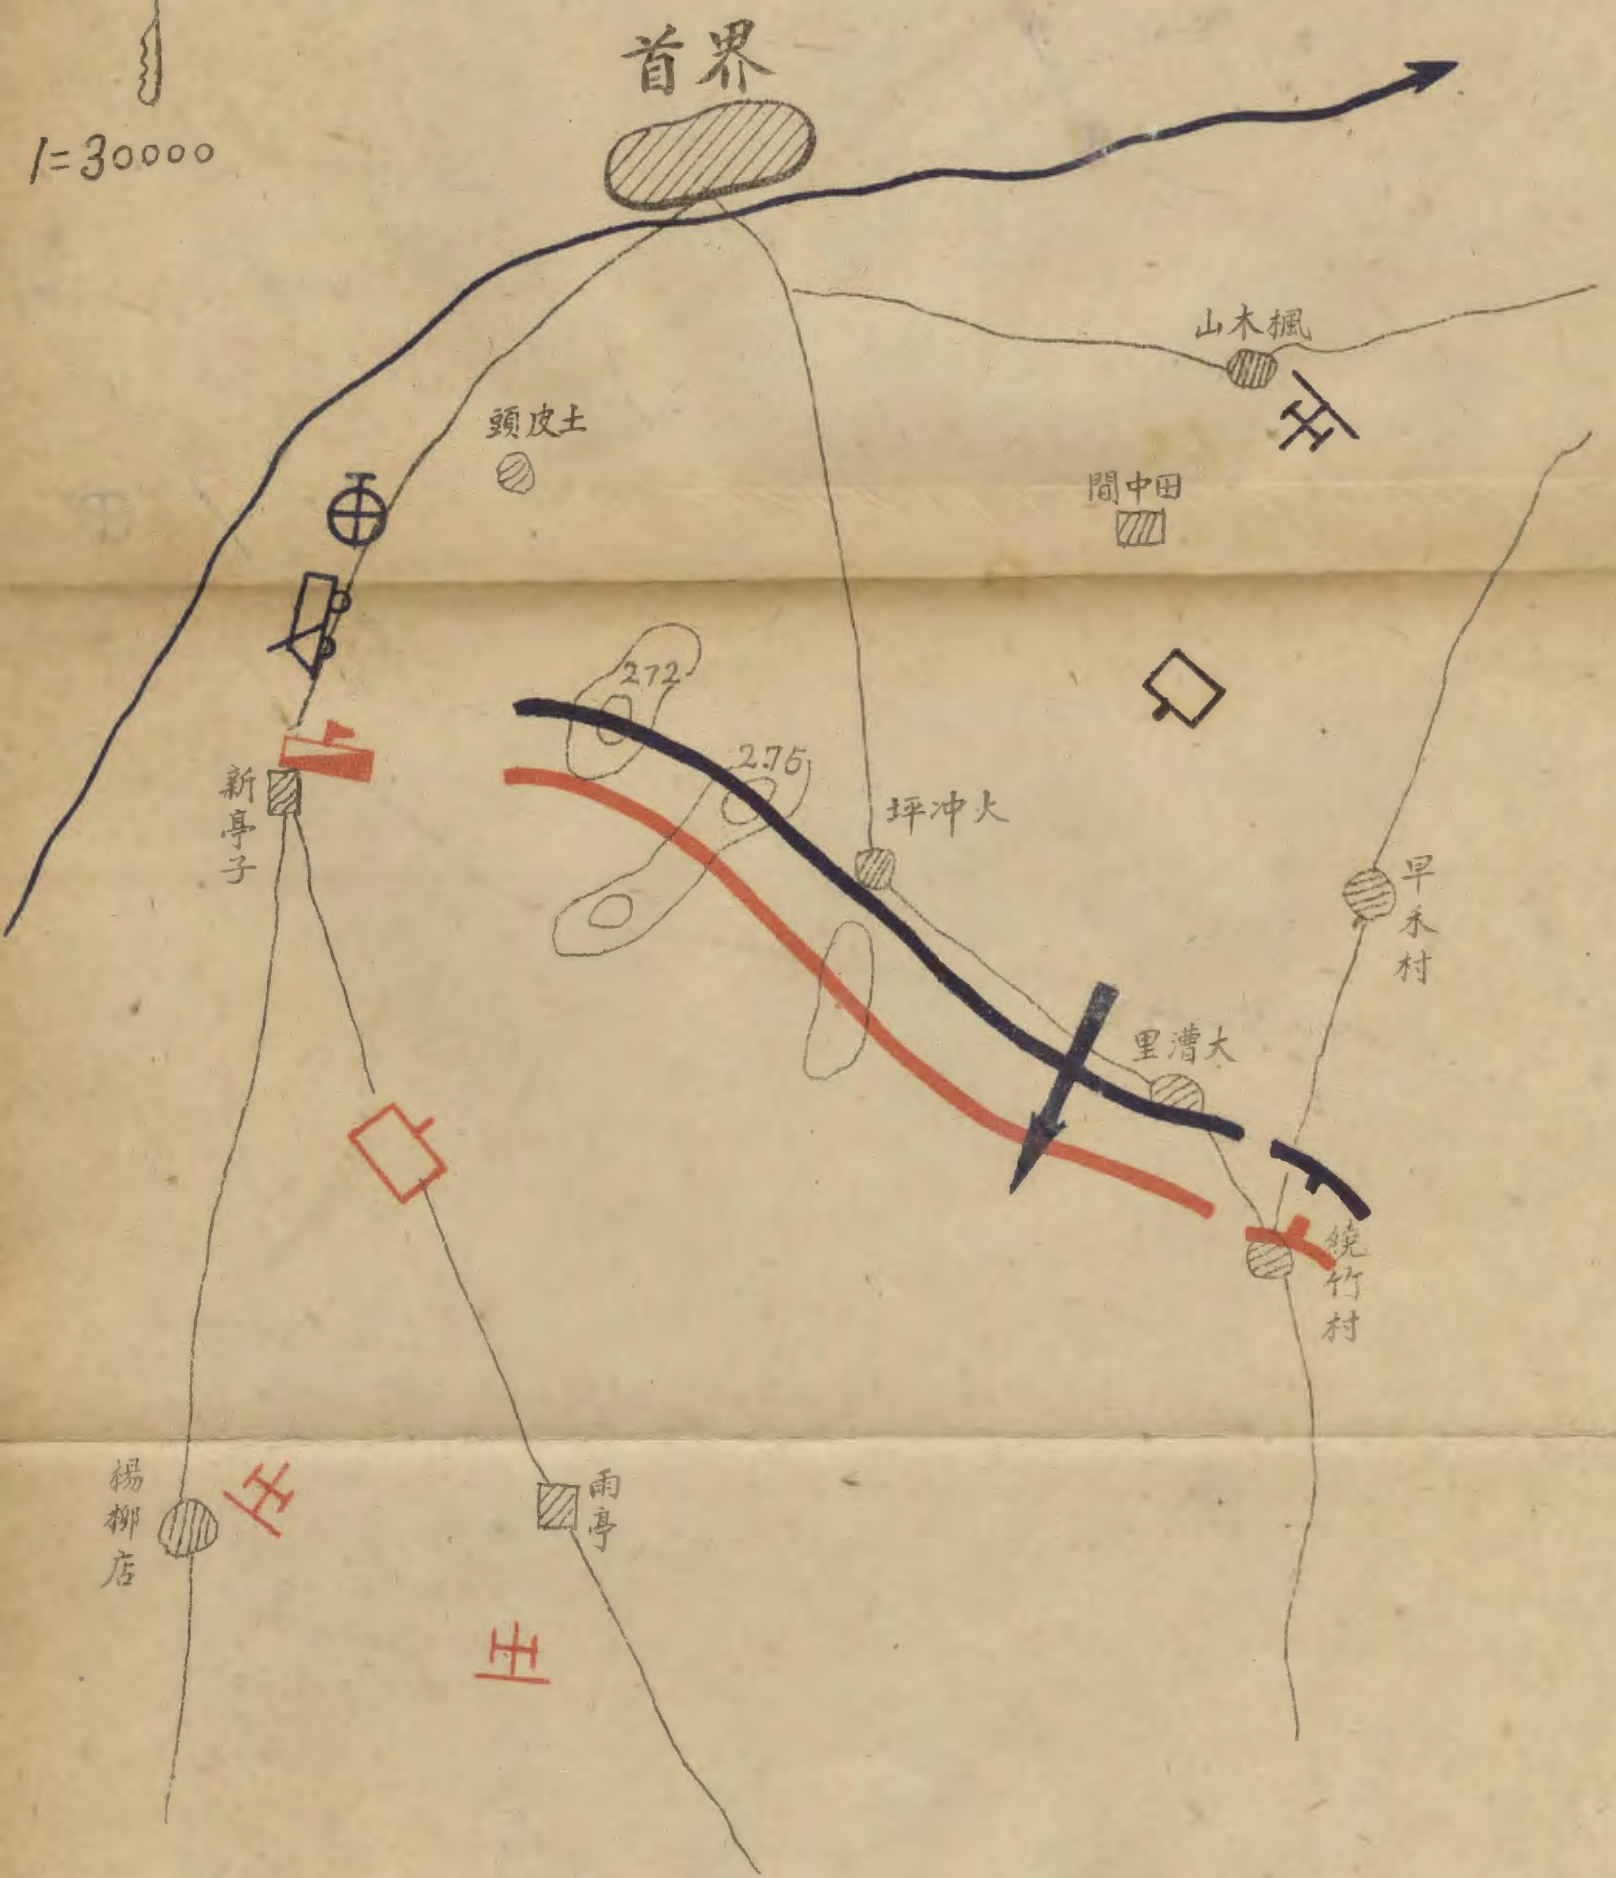 界首
1=30000
楓木山
土皮頭
田中間
272
275
新亭子
火冲坪
早禾村
大漕里
繞竹村
楊柳店
雨亭